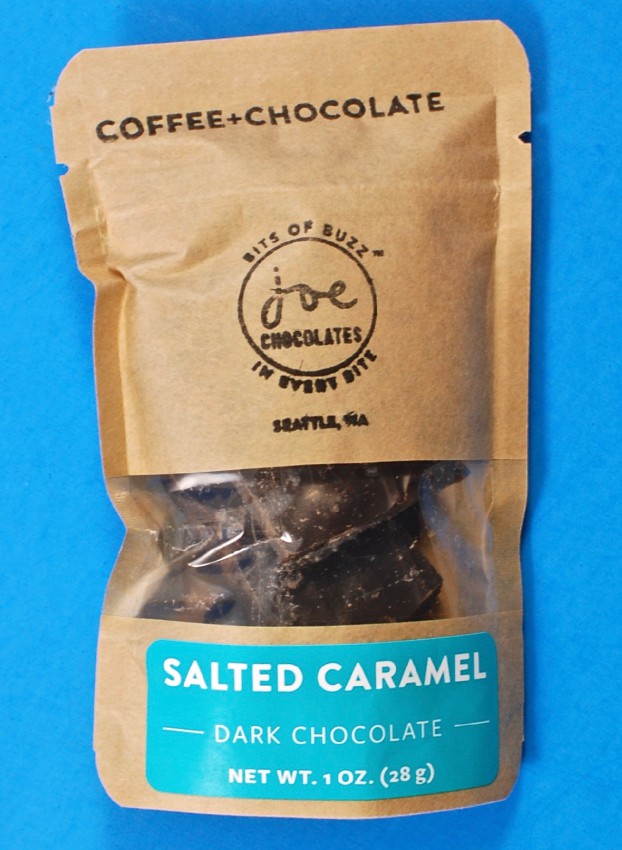 COFFEE+CHOCOLATE
BITS OF BUZZ™
joe
CHOCOLATES
IN EVERY BITE
SEATTLE, WA
SALTED CARAMEL
DARK CHOCOLATE
NET WT. 1 OZ. (28 g)